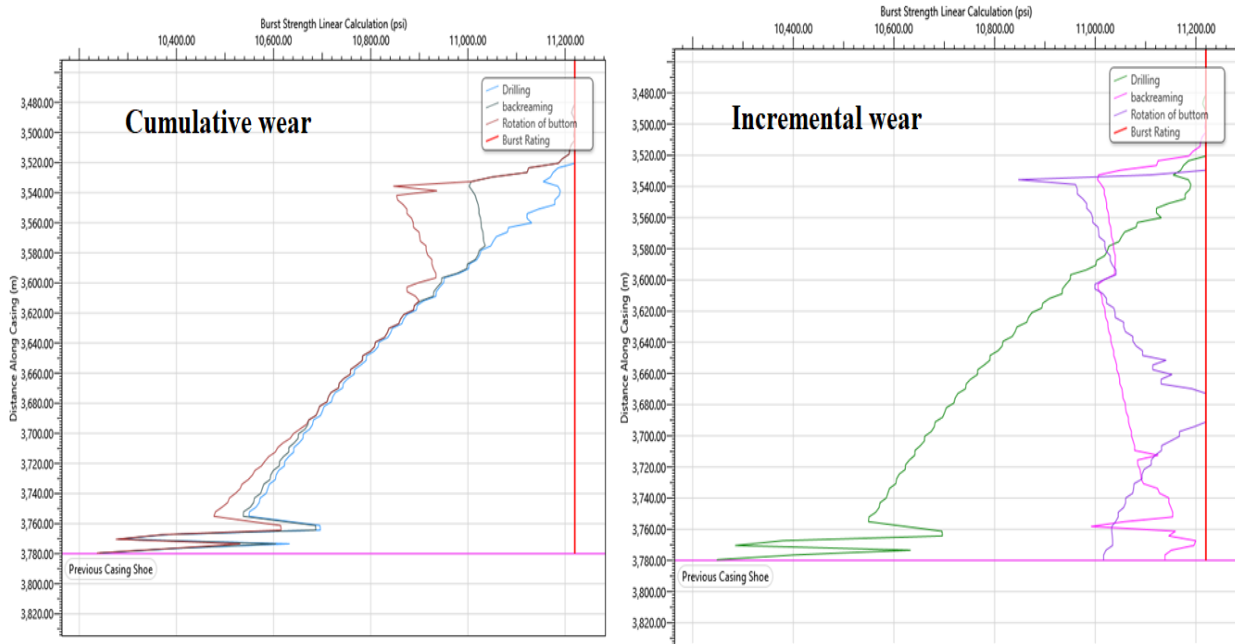 Burst Strength Linear Calculation (psi)
10,400.00 10,600.00 10,800.00 11,000.00 11,200.00
Cumulative wear
Drilling
backreaming
Rotation of buttom
Burst Rating
Distance Along Casing (m)
3,480.00
3,500.00
3,520.00
3,540.00
3,560.00
3,580.00
3,600.00
3,620.00
3,640.00
3,660.00
3,680.00
3,700.00
3,720.00
3,740.00
3,760.00
3,780.00
3,800.00
3,820.00
Previous Casing Shoe
Burst Strength Linear Calculation (psi)
10,400.00 10,600.00 10,800.00 11,000.00 11,200.00
Incremental wear
Drilling
backreaming
Rotation of buttom
Burst Rating
Distance Along Casing (m)
3,480.00
3,500.00
3,520.00
3,540.00
3,560.00
3,580.00
3,600.00
3,620.00
3,640.00
3,660.00
3,680.00
3,700.00
3,720.00
3,740.00
3,760.00
3,780.00
3,800.00
3,820.00
Previous Casing Shoe